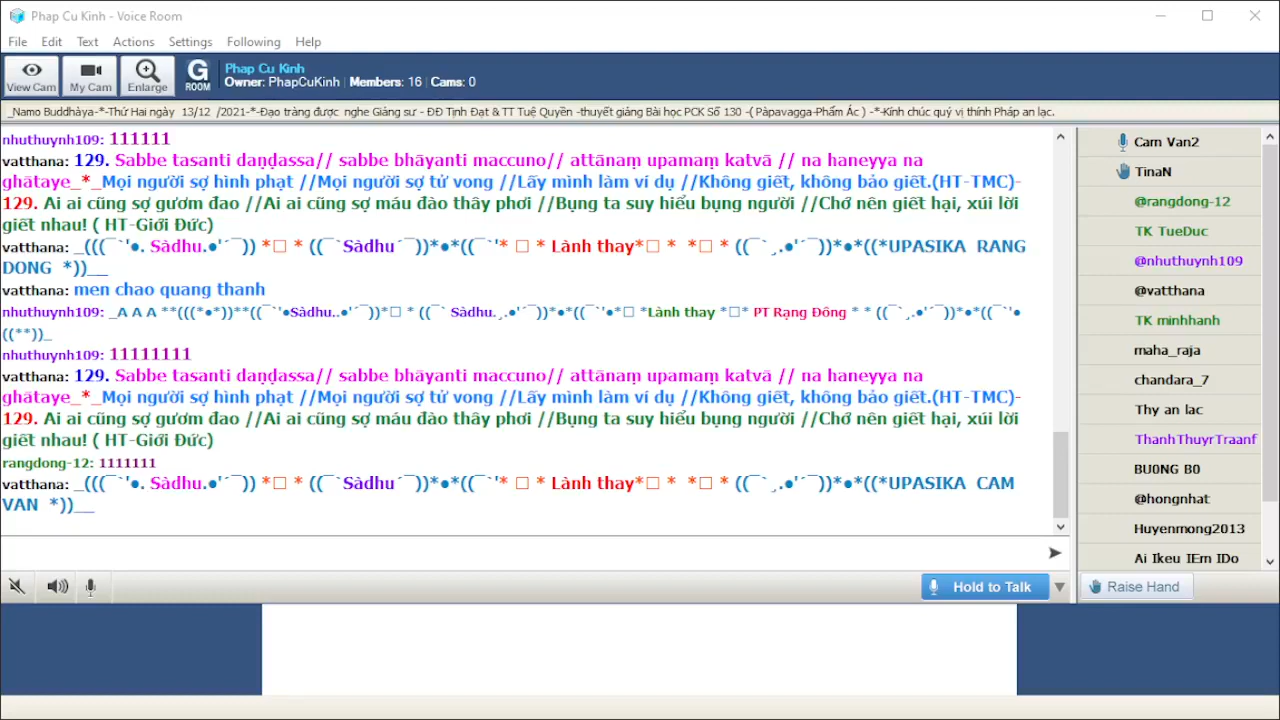 Phap Cu Kinh - Voice Room
File Edit Text Actions Settings Following Help
View Cam My Cam Enlarge G ROOM
Phap Cu Kinh
Owner: PhapCuKinh | Members: 16 | Cams: 0
_Namo Buddhàya-*-Thứ Hai ngày 13/12 /2021-*-Đạo tràng được nghe Giảng sư - ĐĐ Tịnh Đạt & TT Tuệ Quyền -thuyết giảng Bài học PCK Số 130 -( Pàpavagga-Phẩm Ác ) -*-Kính chúc quý vị thính Pháp an lạc.
nhuthuynh109: 111111
vatthana: 129. Sabbe tasanti daṇḍassa// sabbe bhāyanti maccuno// attānaṃ upamaṃ katvā // na haneyya na
ghātaye_*_Mọi người sợ hình phạt //Mọi người sợ tử vong //Lấy mình làm ví dụ //Không giết, không bảo giết.(HT-TMC)-
129. Ai ai cũng sợ gươm đao //Ai ai cũng sợ máu đào thây phơi //Bụng ta suy hiểu bụng người //Chớ nên giết hại, xúi lời
giết nhau! ( HT-Giới Đức)
vatthana: _(((¯`'●. Sàdhu.●'´¯)) *□ * ((¯`Sàdhu´¯))*●*((¯`'* □ * Lành thay*□ * *□ * ((¯`¸.●'´¯))*●*((*UPASIKA RANG
DONG *))__
vatthana: men chao quang thanh
nhuthuynh109: _A A A **(((*●*))**((¯`'●Sàdhu..●'´¯))*□ * ((¯` Sàdhu.¸.●'´¯))*●*((¯`'●*□ *Lành thay *□* PT Rạng Đông * * ((¯`¸.●'´¯))*●*((¯`'●
((**))_
nhuthuynh109: 11111111
vatthana: 129. Sabbe tasanti daṇḍassa// sabbe bhāyanti maccuno// attānaṃ upamaṃ katvā // na haneyya na
ghātaye_*_Mọi người sợ hình phạt //Mọi người sợ tử vong //Lấy mình làm ví dụ //Không giết, không bảo giết.(HT-TMC)-
129. Ai ai cũng sợ gươm đao //Ai ai cũng sợ máu đào thây phơi //Bụng ta suy hiểu bụng người //Chớ nên giết hại, xúi lời
giết nhau! ( HT-Giới Đức)
rangdong-12: 1111111
vatthana: _(((¯`'●. Sàdhu.●'´¯)) *□ * ((¯`Sàdhu´¯))*●*((¯`'* □ * Lành thay*□ * *□ * ((¯`¸.●'´¯))*●*((*UPASIKA CAM
VAN *))__
Hold to Talk
Cam Van2
TinaN
@rangdong-12
TK TueDuc
@nhuthuynh109
@vatthana
TK minhhanh
maha_raja
chandara_7
Thy an lac
ThanhThuyrTraanf
BU0NG B0
@hongnhat
Huyenmong2013
Ai Ikeu IEm IDo
Raise Hand